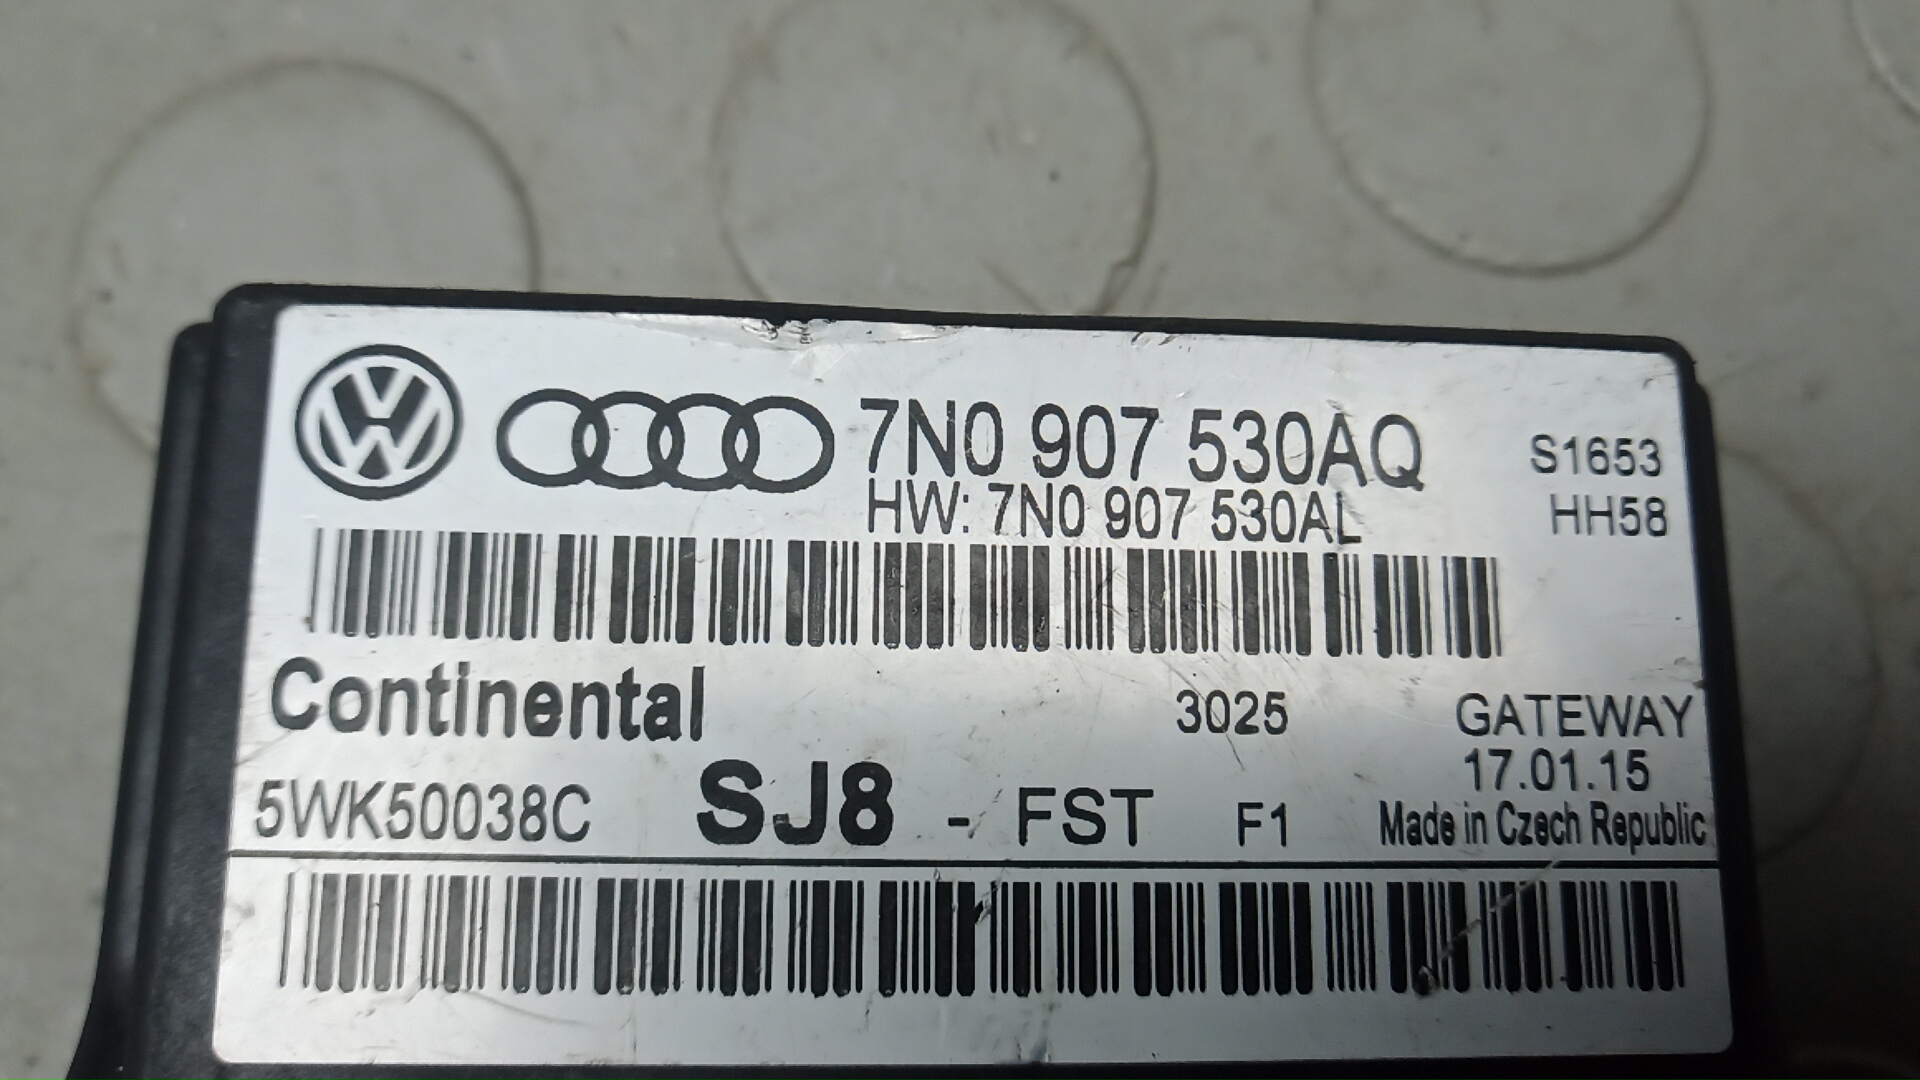 7N0 907 530AQ S1653
HW: 7N0 907 530AL HH58
Continental 3025 GATEWAY
17.01.15
5WK50038C SJ8 - FST F1 Made in Czech Republic